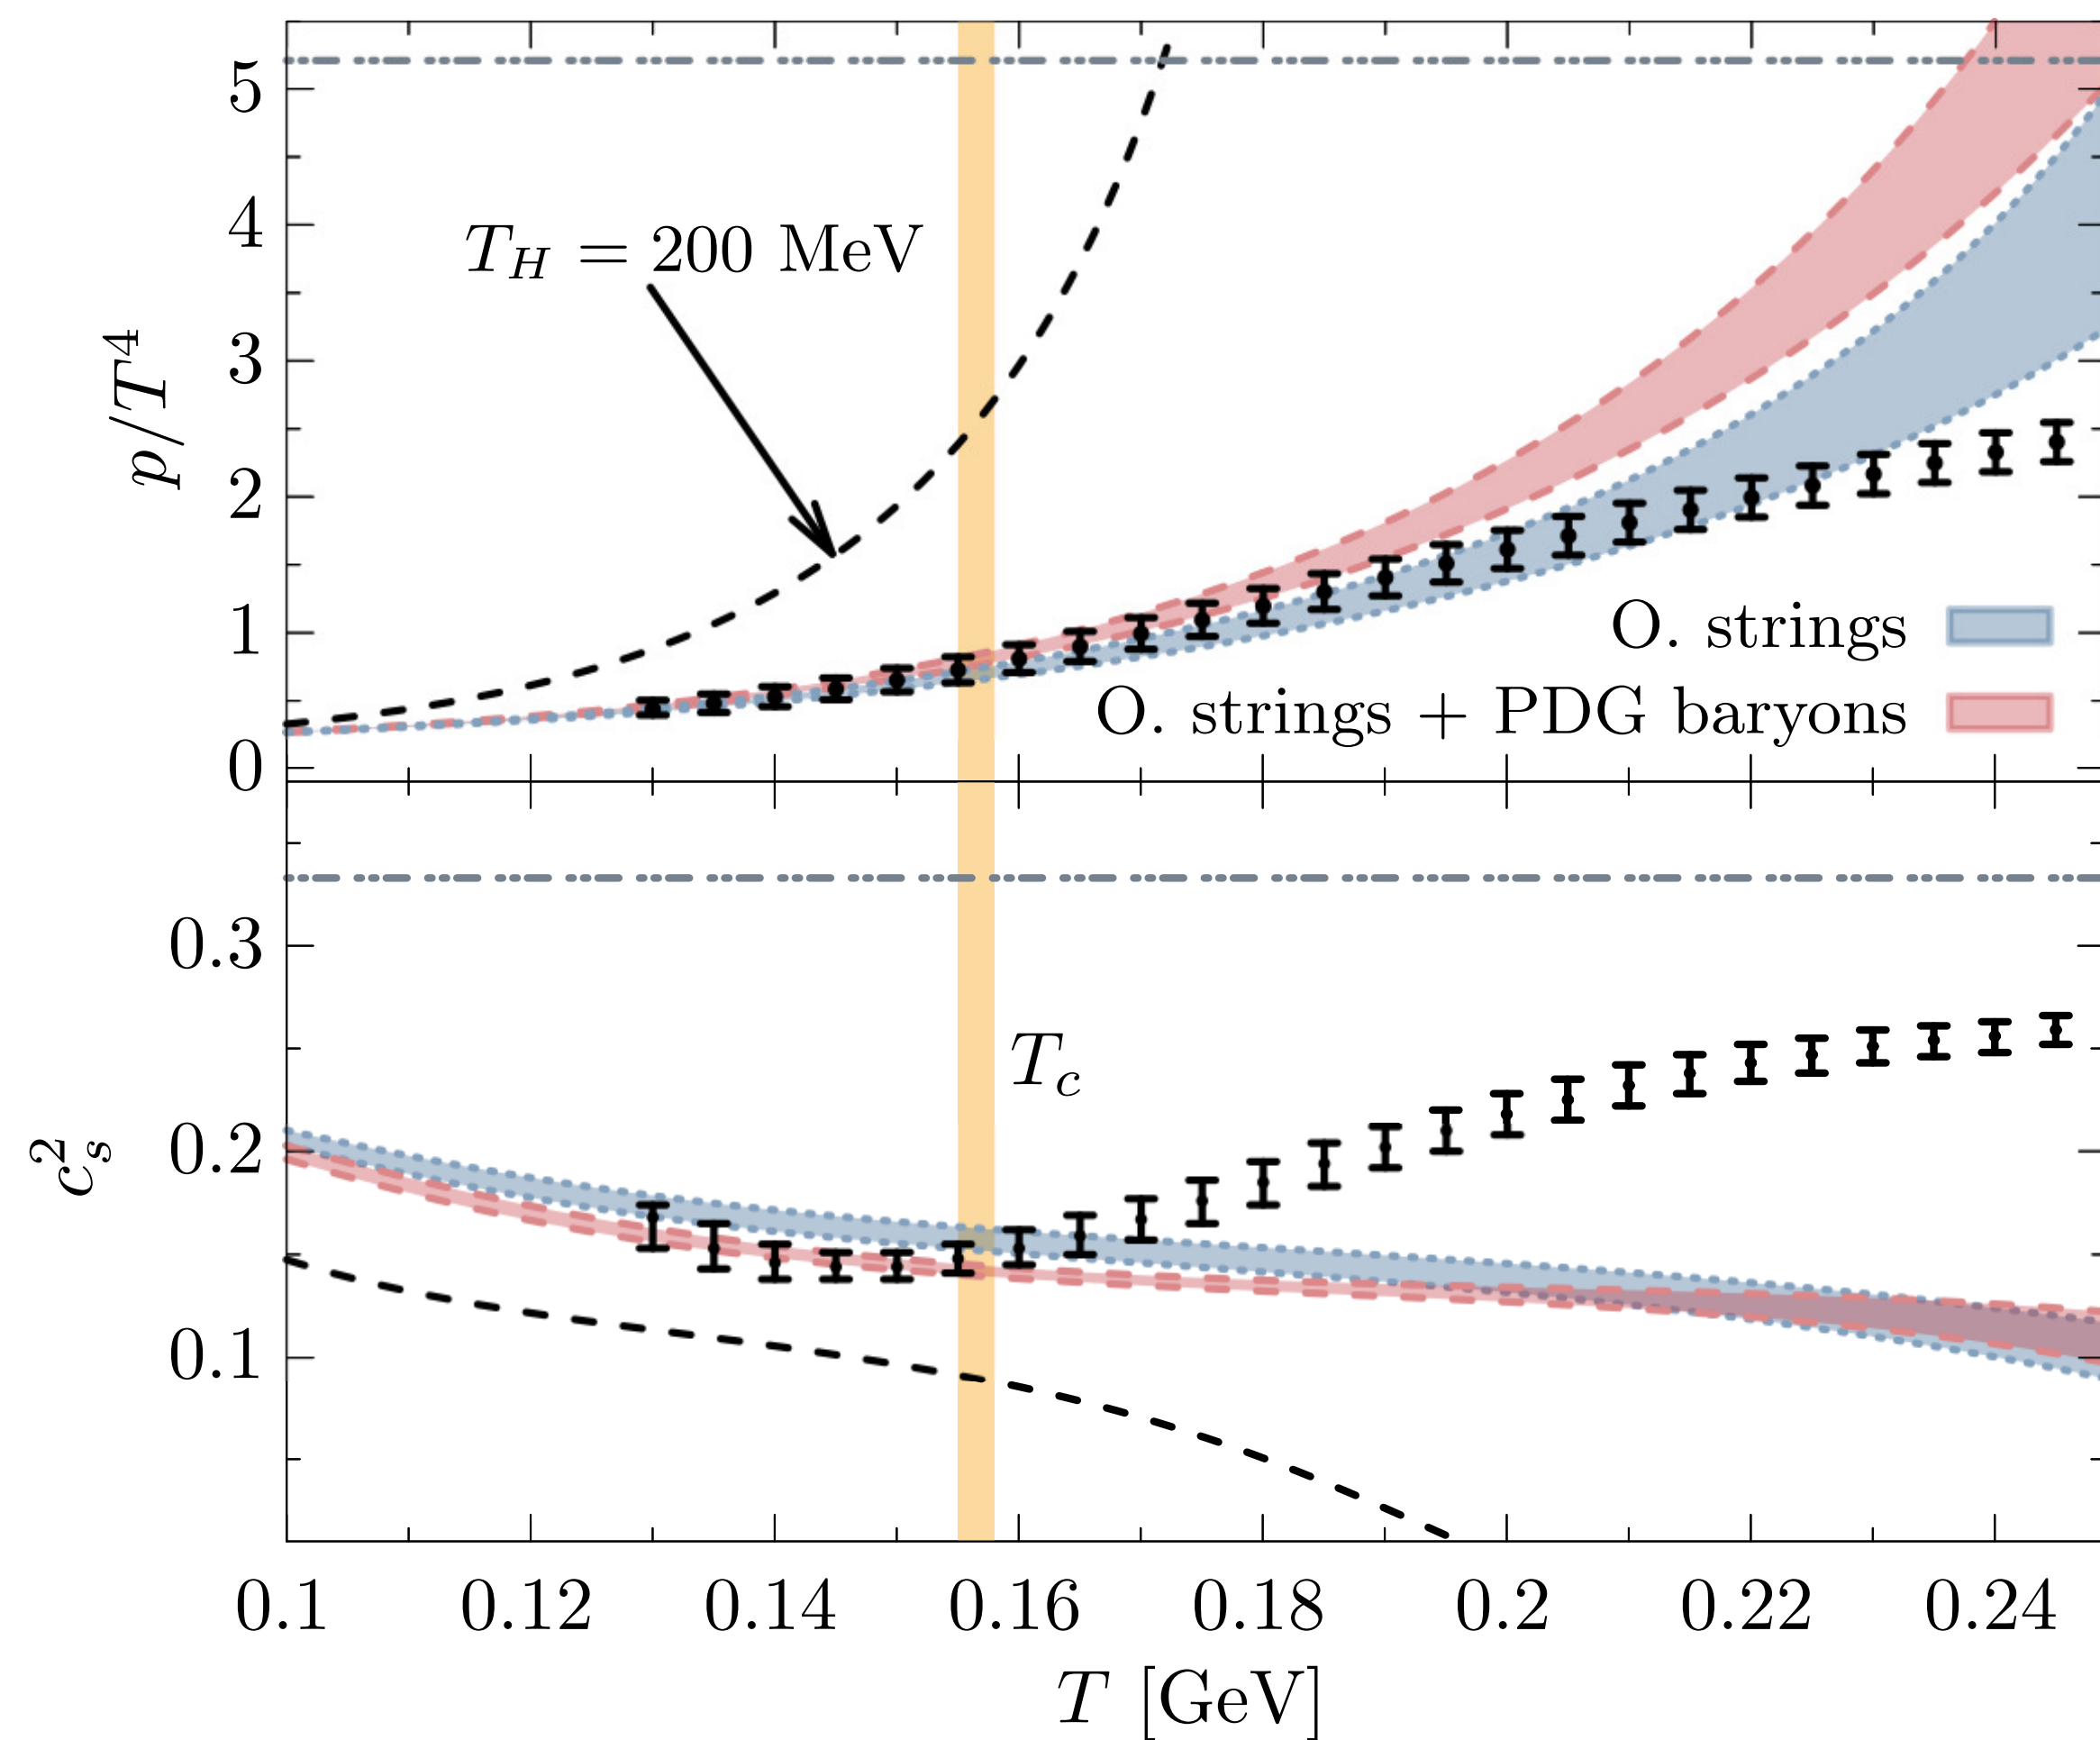 5
4
3
2
1
0
p/T⁴
T_H = 200 MeV
O. strings
O. strings + PDG baryons
0.3
0.2
0.1
c_s²
T_c
0.1 0.12 0.14 0.16 0.18 0.2 0.22 0.24
T [GeV]